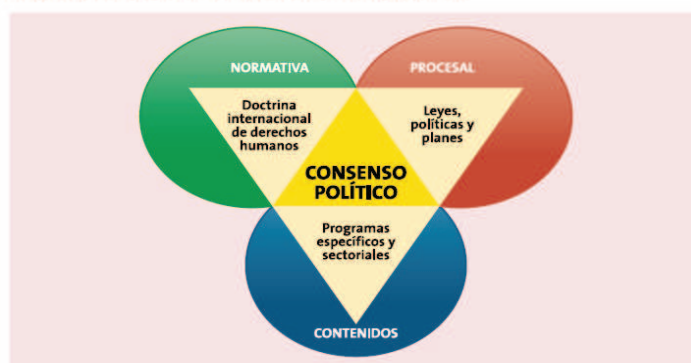 NORMATIVA
PROCESAL
Doctrina
internacional
de derechos
humanos
Leyes,
políticas y
planes
CONSENSO
POLÍTICO
Programas
específicos y
sectoriales
CONTENIDOS